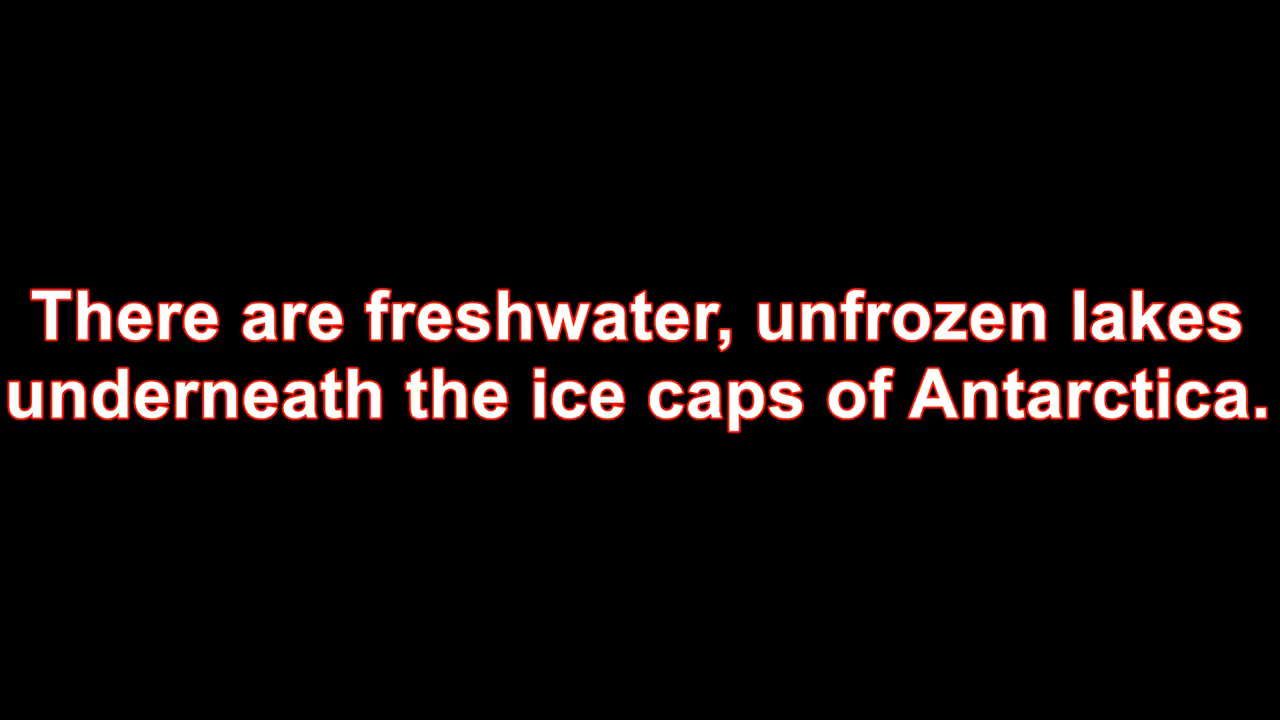 There are freshwater, unfrozen lakes
underneath the ice caps of Antarctica.